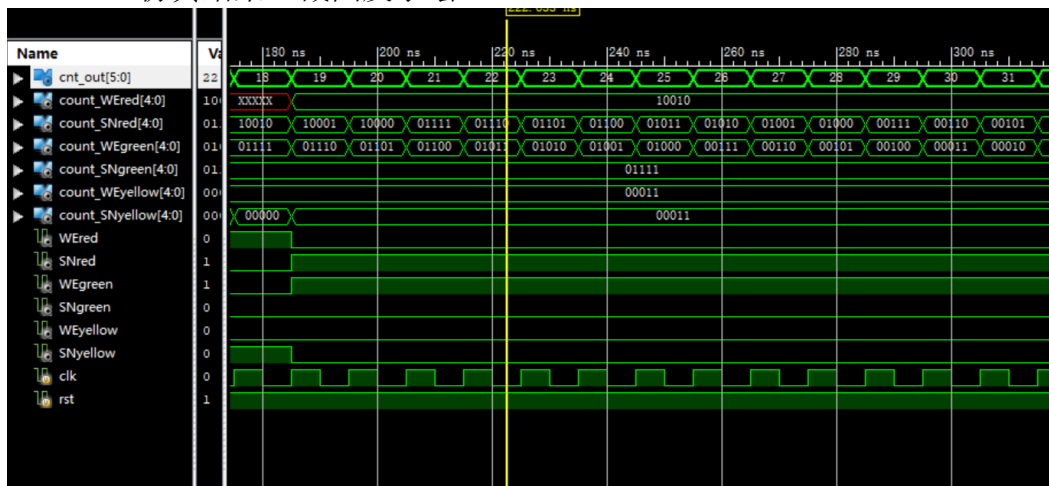 Name Va 180 ns 200 ns 220 ns 240 ns 260 ns 280 ns 300 ns
cnt_out[5:0] 22 18 19 20 21 22 23 24 25 26 27 28 29 30 31
count_WEred[4:0] 10 XXXXX 10010
count_SNred[4:0] 01 10010 10001 10000 01111 01110 01101 01100 01011 01010 01001 01000 00111 00110 00101
count_WEgreen[4:0] 01 01111 01110 01101 01100 01011 01010 01001 01000 00111 00110 00101 00100 00011 00010
count_SNgreen[4:0] 01 01111
count_WEyellow[4:0] 00 00011
count_SNyellow[4:0] 00 00000 00011
WEred 0
SNred 1
WEgreen 1
SNgreen 0
WEyellow 0
SNyellow 0
clk 0
rst 1